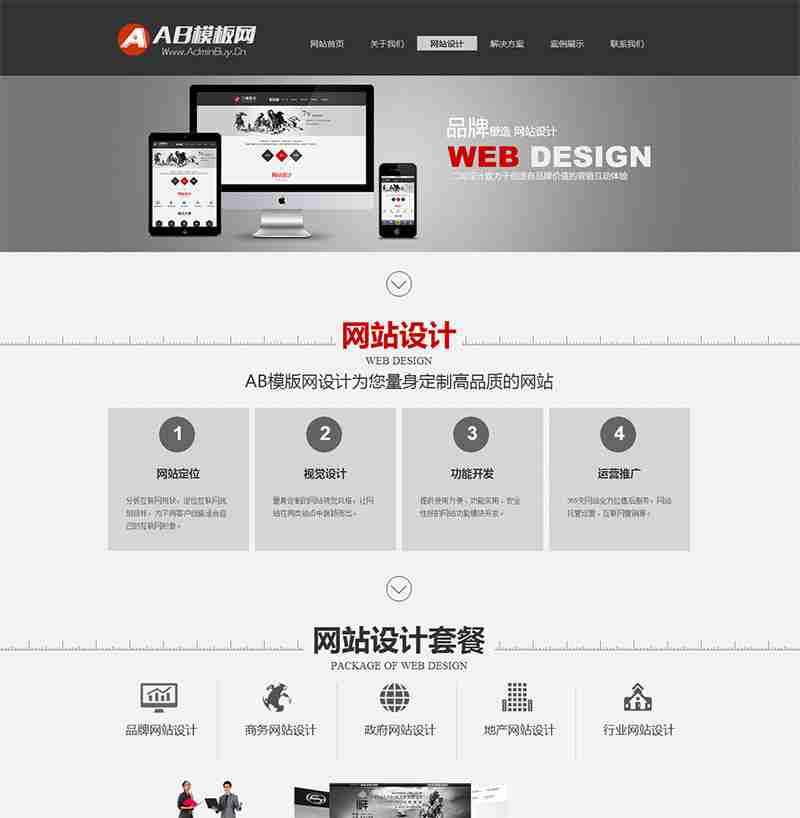 AB模板网
Www.AdminBuy.Cn
网站首页
关于我们
网站设计
解决方案
案例展示
联系我们
品牌塑造 网站设计
WEB DESIGN
网站设计
WEB DESIGN
AB模版网设计为您量身定制高品质的网站
1
网站定位
2
视觉设计
3
功能开发
4
运营推广
网站设计套餐
PACKAGE OF WEB DESIGN
品牌网站设计
商务网站设计
政府网站设计
地产网站设计
行业网站设计